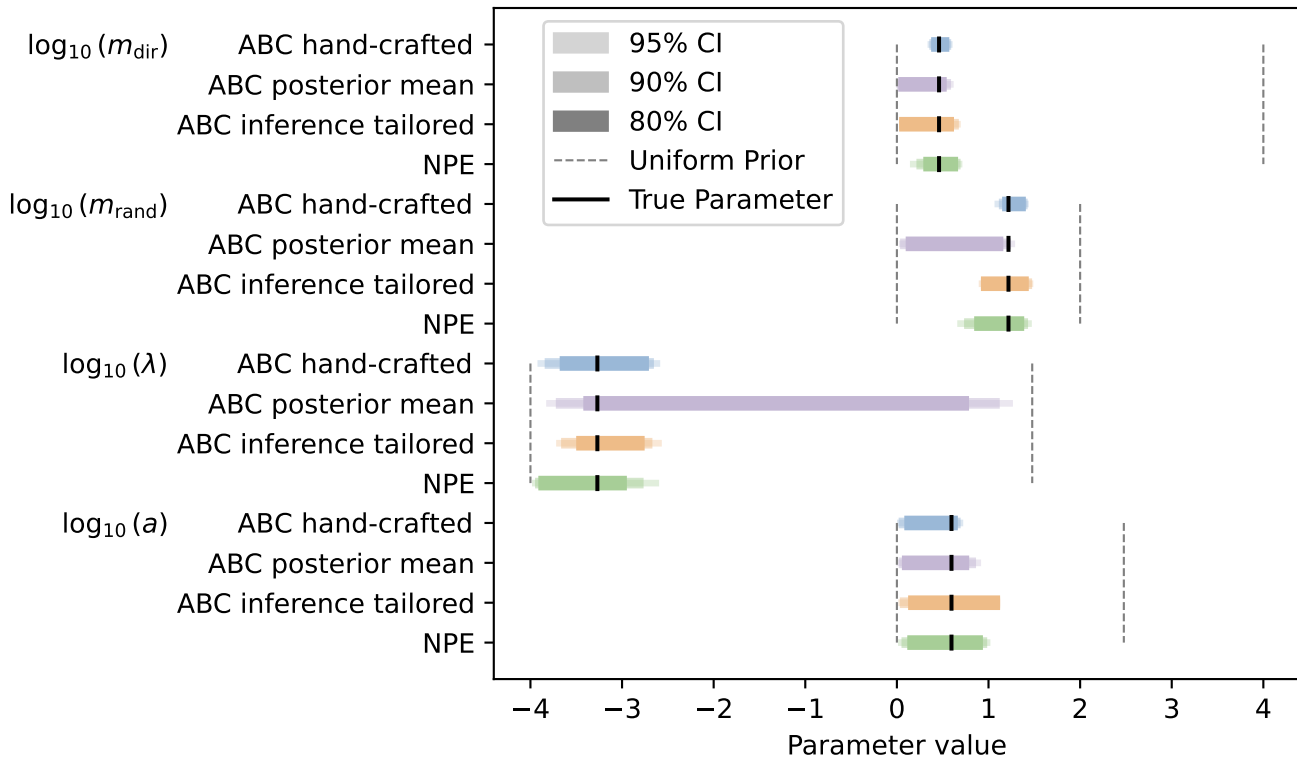 log₁₀(m_dir) ABC hand-crafted
ABC posterior mean
ABC inference tailored
NPE
log₁₀(m_rand) ABC hand-crafted
ABC posterior mean
ABC inference tailored
NPE
log₁₀(λ) ABC hand-crafted
ABC posterior mean
ABC inference tailored
NPE
log₁₀(a) ABC hand-crafted
ABC posterior mean
ABC inference tailored
NPE
95% CI
90% CI
80% CI
Uniform Prior
True Parameter
−4 −3 −2 −1 0 1 2 3 4
Parameter value